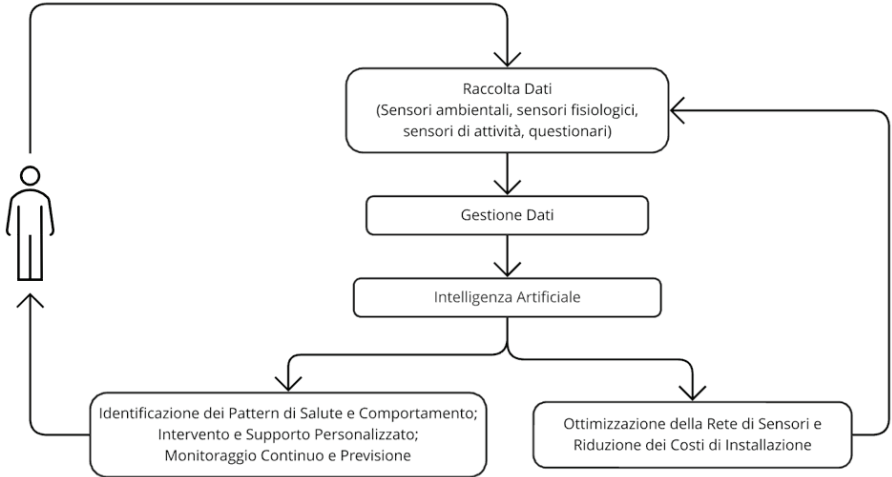 Raccolta Dati
(Sensori ambientali, sensori fisiologici,
sensori di attività, questionari)
Gestione Dati
Intelligenza Artificiale
Identificazione dei Pattern di Salute e Comportamento;
Intervento e Supporto Personalizzato;
Monitoraggio Continuo e Previsione
Ottimizzazione della Rete di Sensori e
Riduzione dei Costi di Installazione